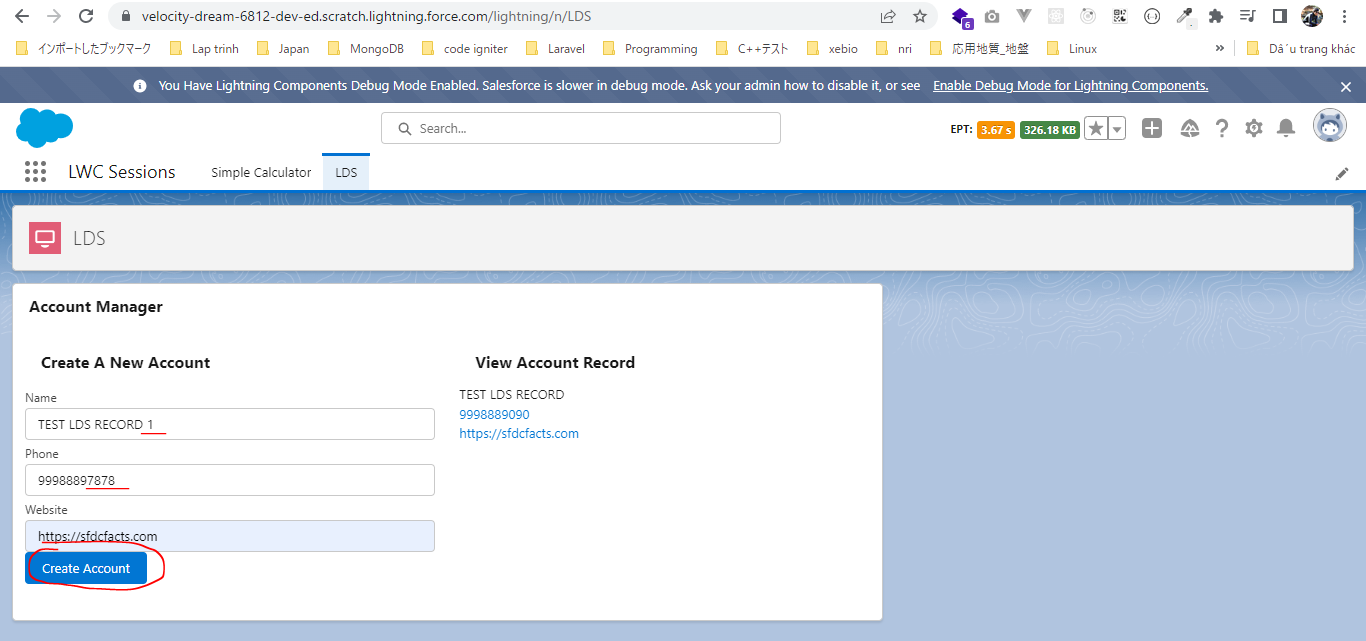 velocity-dream-6812-dev-ed.scratch.lightning.force.com/lightning/n/LDS
6
インポートしたブックマーク Lap trinh Japan MongoDB code igniter Laravel Programming C++テスト xebio nri 応用地質_地盤 Linux » Dấu trang khác
You Have Lightning Components Debug Mode Enabled. Salesforce is slower in debug mode. Ask your admin how to disable it, or see Enable Debug Mode for Lightning Components.
Search...
EPT: 3.67 s 326.18 KB
LWC Sessions Simple Calculator LDS
LDS
Account Manager
Create A New Account
Name
TEST LDS RECORD 1
Phone
99988897878
Website
https://sfdcfacts.com
Create Account
View Account Record
TEST LDS RECORD
9998889090
https://sfdcfacts.com